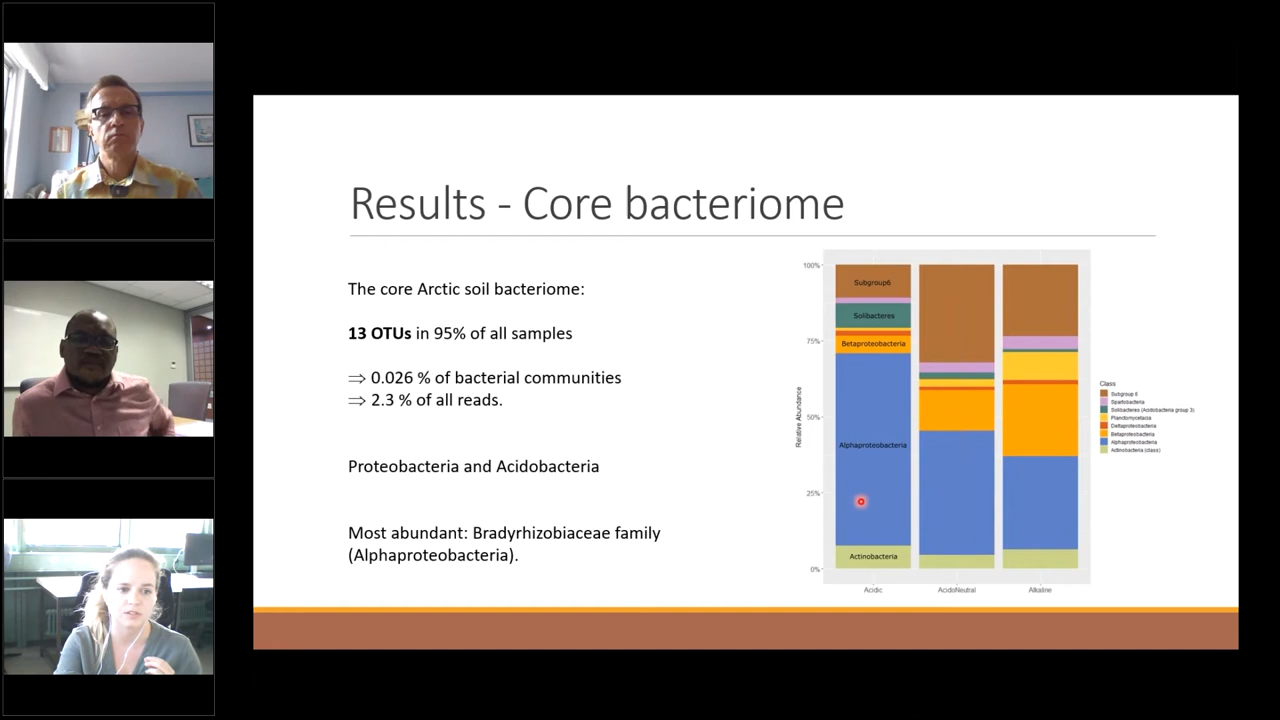 Results - Core bacteriome
The core Arctic soil bacteriome:
13 OTUs in 95% of all samples
⇒ 0.026 % of bacterial communities
⇒ 2.3 % of all reads.
Proteobacteria and Acidobacteria
Most abundant: Bradyrhizobiaceae family
(Alphaproteobacteria).
Relative Abundance
100%
75%
50%
25%
0%
Subgroup6
Solibacteres
Betaproteobacteria
Alphaproteobacteria
Actinobacteria
Acidic
AcidoNeutral
Alkaline
Class
Subgroup 6
Spartobacteria
Solibacteres (Acidobacteria group 3)
Planctomycetacia
Deltaproteobacteria
Betaproteobacteria
Alphaproteobacteria
Actinobacteria (class)